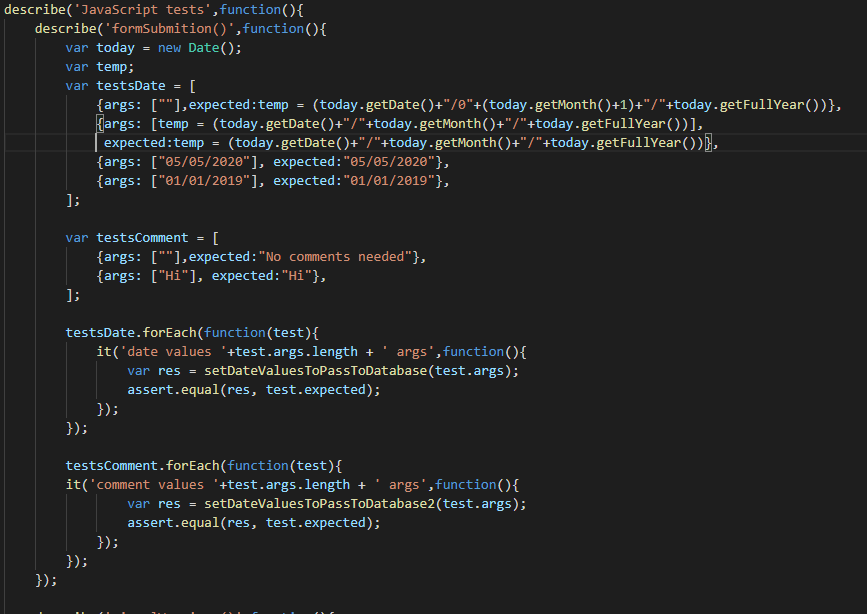 describe('JavaScript tests',function(){
describe('formSubmition()',function(){
var today = new Date();
var temp;
var testsDate = [
{args: [""],expected:temp = (today.getDate()+"/0"+(today.getMonth()+1)+"/"+today.getFullYear())},
{args: [temp = (today.getDate()+"/"+today.getMonth()+"/"+today.getFullYear())],
expected:temp = (today.getDate()+"/"+today.getMonth()+"/"+today.getFullYear())},
{args: ["05/05/2020"], expected:"05/05/2020"},
{args: ["01/01/2019"], expected:"01/01/2019"},
];
var testsComment = [
{args: [""],expected:"No comments needed"},
{args: ["Hi"], expected:"Hi"},
];
testsDate.forEach(function(test){
it('date values '+test.args.length + ' args',function(){
var res = setDateValuesToPassToDatabase(test.args);
assert.equal(res, test.expected);
});
});
testsComment.forEach(function(test){
it('comment values '+test.args.length + ' args',function(){
var res = setDateValuesToPassToDatabase2(test.args);
assert.equal(res, test.expected);
});
});
});